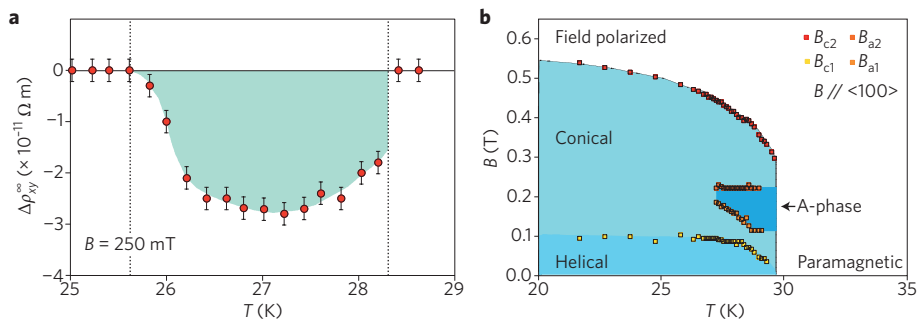 a
0
−1
−2
−3
−4
Δρ∞xy (× 10−11 Ω m)
B = 250 mT
25 26 27 28 29
T (K)
b
0.6
0.5
0.4
0.3
0.2
0.1
0.0
B (T)
Field polarized
Conical
Helical
Bc2 Ba2
Bc1 Ba1
B // <100>
A-phase
Paramagnetic
20 25 30 35
T (K)